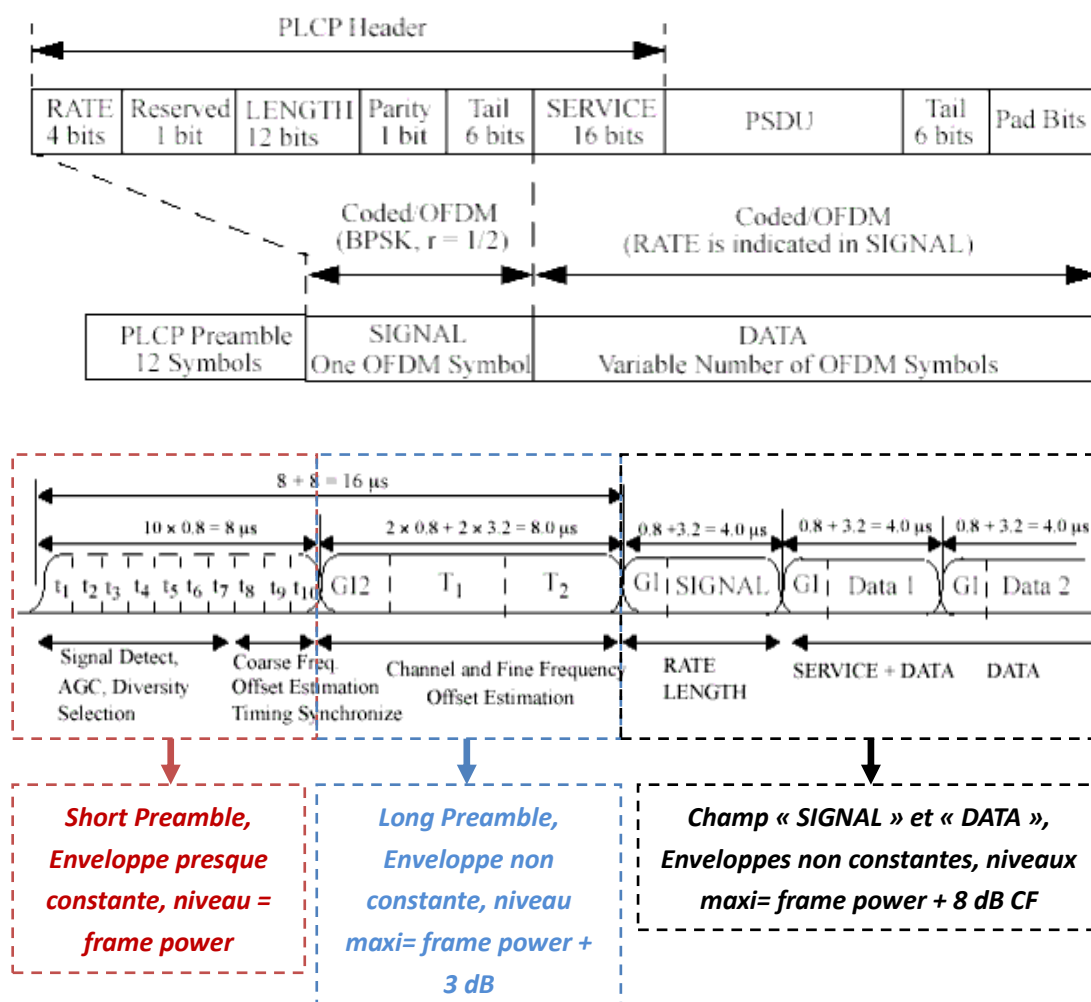 PLCP Header
RATE Reserved LENGTH Parity Tail SERVICE PSDU Tail Pad Bits
4 bits 1 bit 12 bits 1 bit 6 bits 16 bits 6 bits
Coded/OFDM
(BPSK, r = 1/2)
Coded/OFDM
(RATE is indicated in SIGNAL)
PLCP Preamble
12 Symbols
SIGNAL
One OFDM Symbol
DATA
Variable Number of OFDM Symbols
8 + 8 = 16 µs
10 x 0.8 = 8 µs 2 x 0.8 + 2 x 3.2 = 8.0 µs 0.8 +3.2 = 4.0 µs 0.8 + 3.2 = 4.0 µs 0.8 + 3.2 = 4.0 µs
t1 t2 t3 t4 t5 t6 t7 t8 t9 t10 GI2 T1 T2 GI SIGNAL GI Data 1 GI Data 2
Signal Detect,
AGC, Diversity
Selection
Coarse Freq.
Offset Estimation
Timing Synchronize
Channel and Fine Frequency
Offset Estimation
RATE
LENGTH
SERVICE + DATA DATA
Short Preamble,
Enveloppe presque
constante, niveau =
frame power
Long Preamble,
Enveloppe non
constante, niveau
maxi= frame power +
3 dB
Champ « SIGNAL » et « DATA »,
Enveloppes non constantes, niveaux
maxi= frame power + 8 dB CF